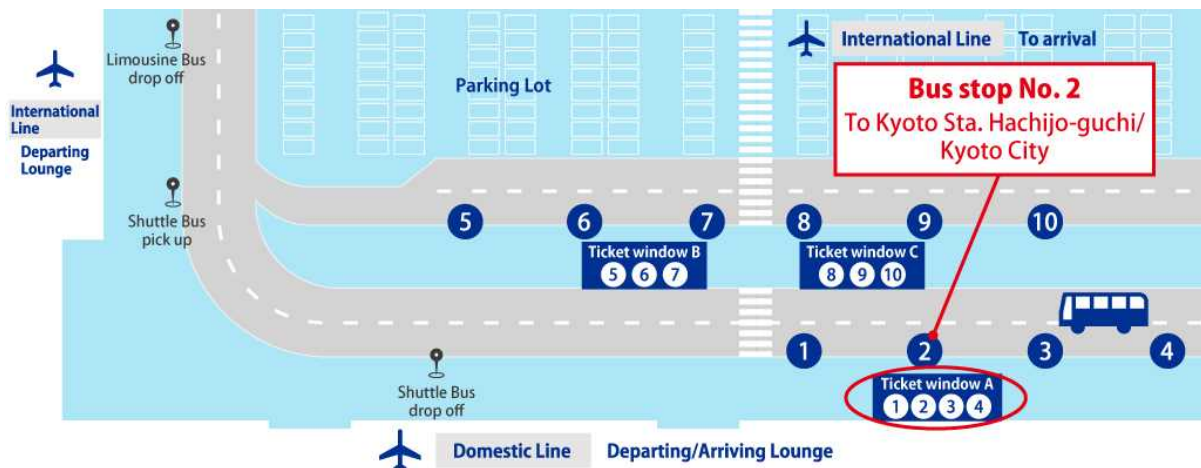 Limousine Bus
drop off
International
Line
Departing
Lounge
Parking Lot
International Line To arrival
Bus stop No. 2
To Kyoto Sta. Hachijo-guchi/
Kyoto City
Shuttle Bus
pick up
5 6 7 8 9 10
Ticket window B
5 6 7
Ticket window C
8 9 10
1 2 3 4
Shuttle Bus
drop off
Ticket window A
1 2 3 4
Domestic Line Departing/Arriving Lounge